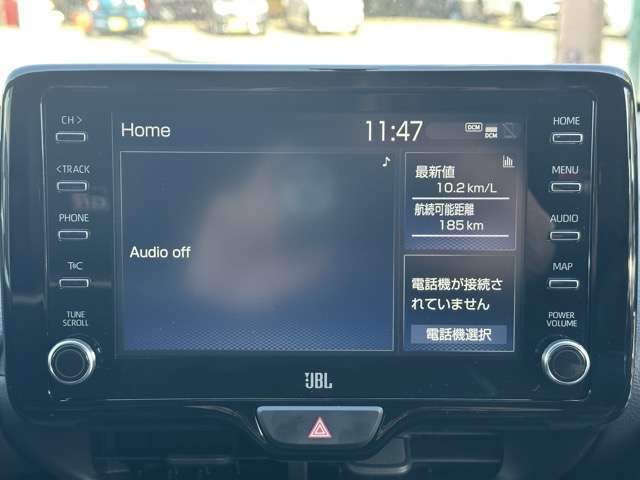 CH >
<TRACK
PHONE
T®C
TUNE
SCROLL
Home
11:47
DCM
DCM
Audio off
最新値
10.2 km/L
航続可能距離
185 km
電話機が接続さ
れていません
電話機選択
HOME
MENU
AUDIO
MAP
POWER
VOLUME
JBL